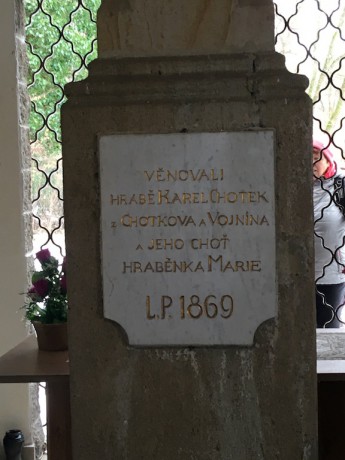 VĚNOVALI
HRABĚ KAREL CHOTEK
Z CHOTKOVA A VOJNÍNA
A JEHO CHOŤ
HRABĚNKA MARIE
L.P. 1869